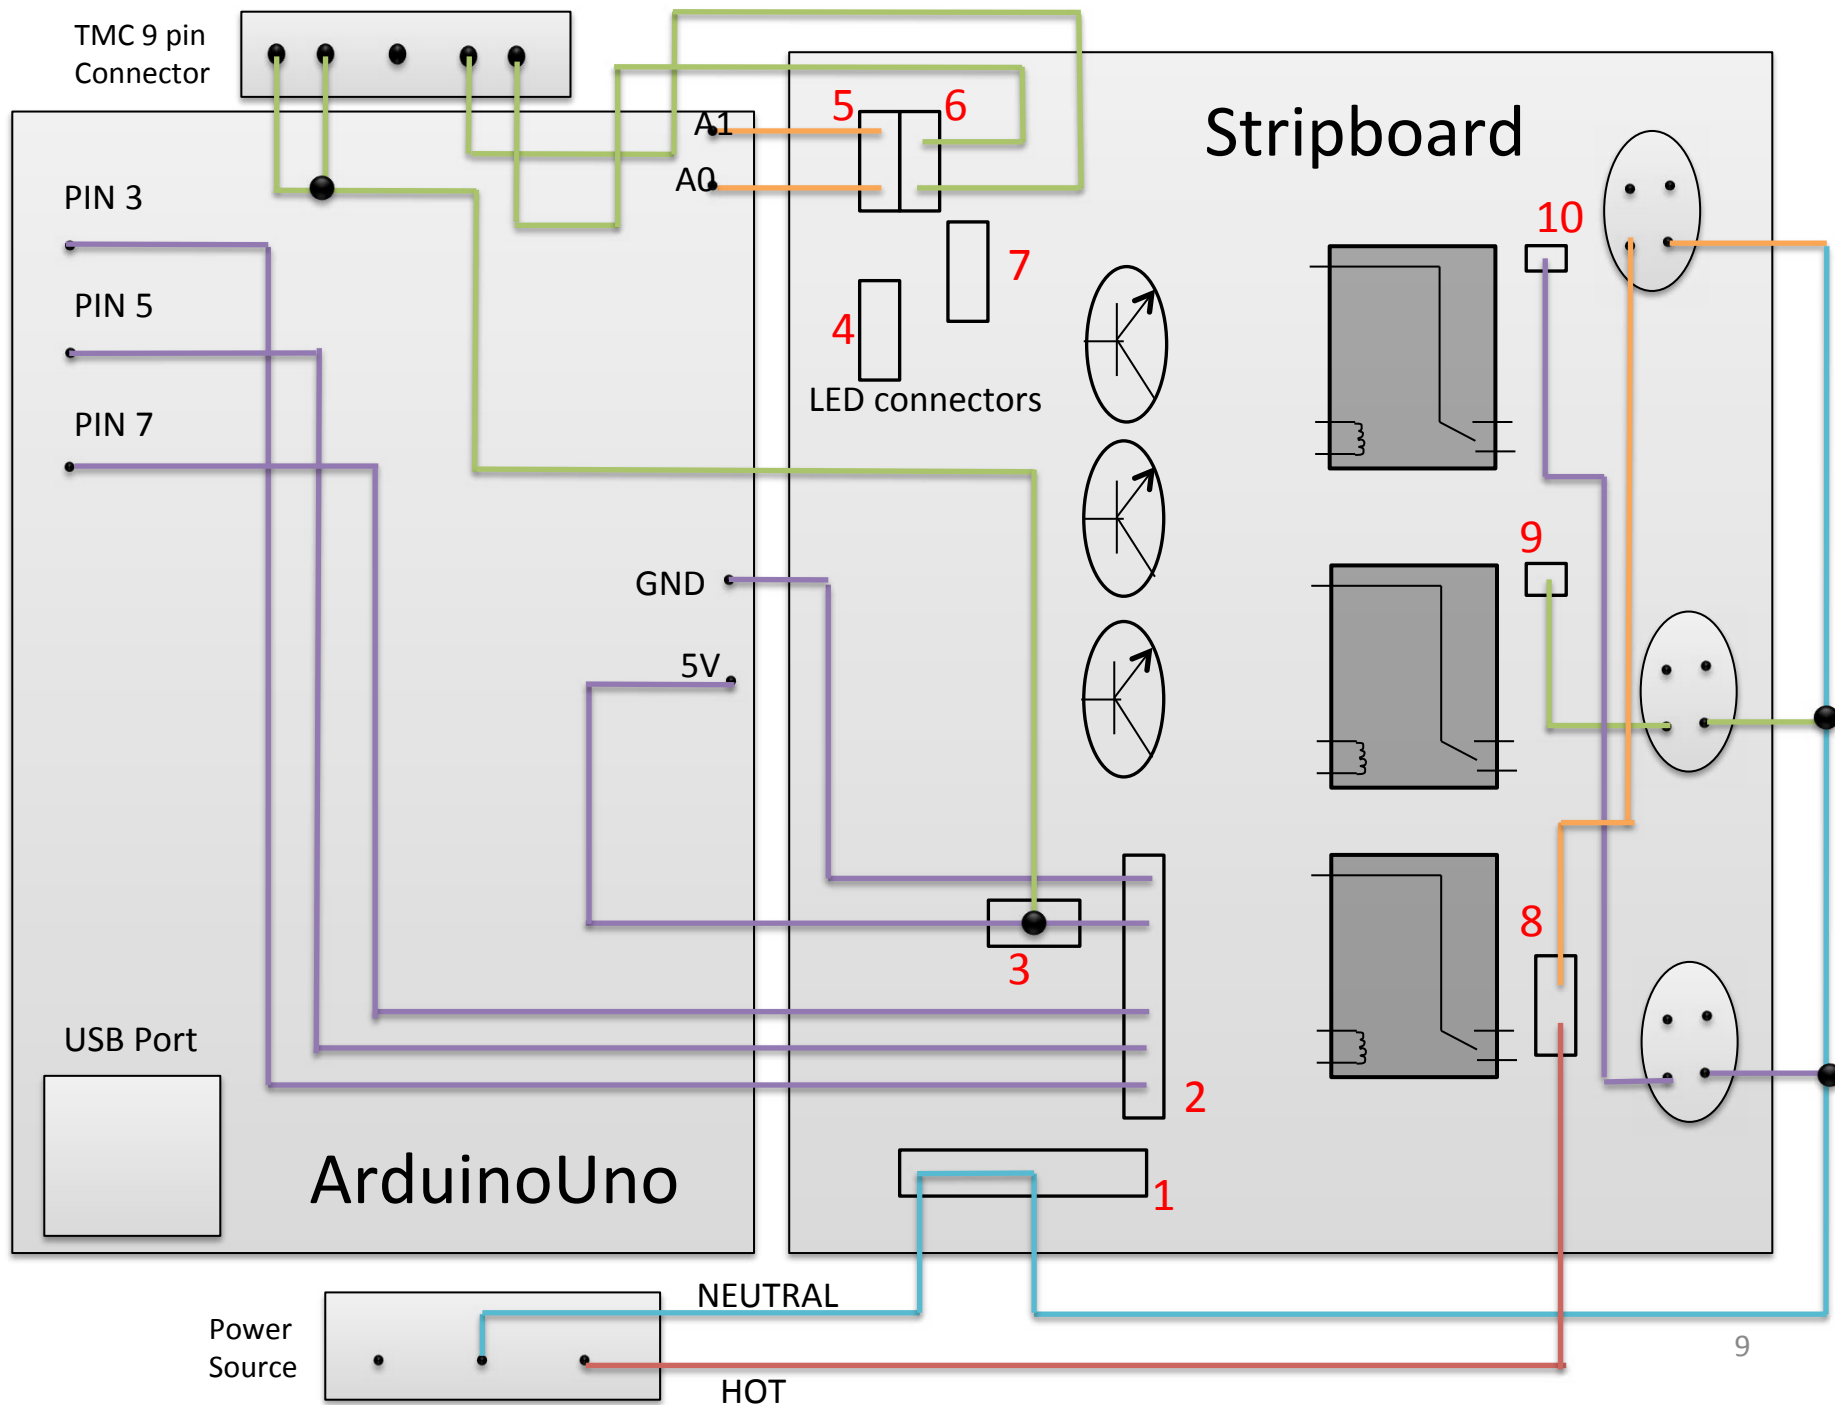 TMC 9 pin
Connector
A1
5
6
Stripboard
A0
PIN 3
10
7
PIN 5
4
LED connectors
PIN 7
9
GND
5V
8
3
USB Port
2
ArduinoUno
1
NEUTRAL
Power
Source
HOT
9